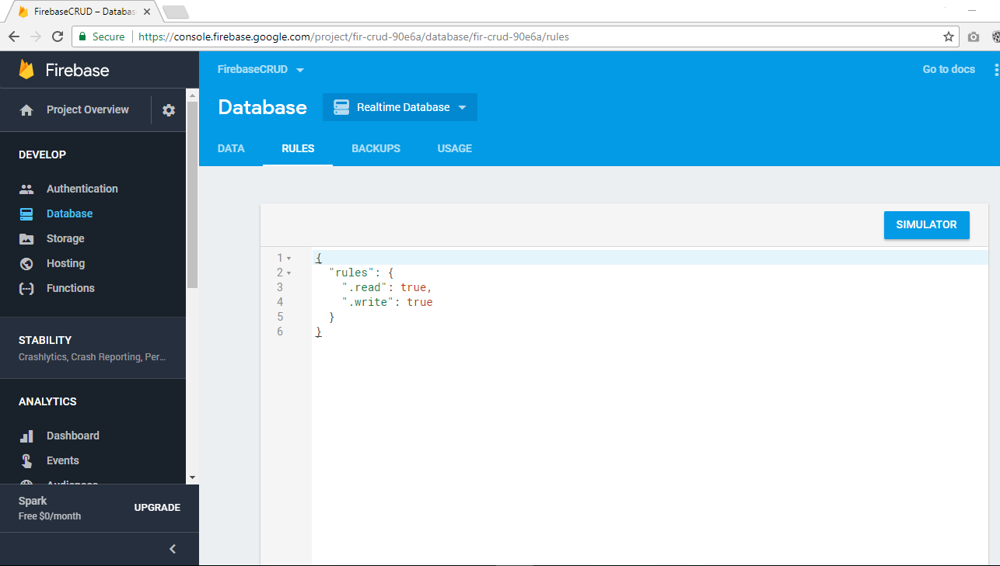 FirebaseCRUD – Databas
Secure
https://console.firebase.google.com/project/fir-crud-90e6a/database/fir-crud-90e6a/rules
Firebase
FirebaseCRUD
Go to docs
Project Overview
Database
Realtime Database
DATA
RULES
BACKUPS
USAGE
DEVELOP
Authentication
Database
Storage
Hosting
Functions
STABILITY
Crashlytics, Crash Reporting, Per...
ANALYTICS
Dashboard
Events
Audiences
Spark
Free $0/month
UPGRADE
SIMULATOR
1 {
2 "rules": {
3 ".read": true,
4 ".write": true
5 }
6 }